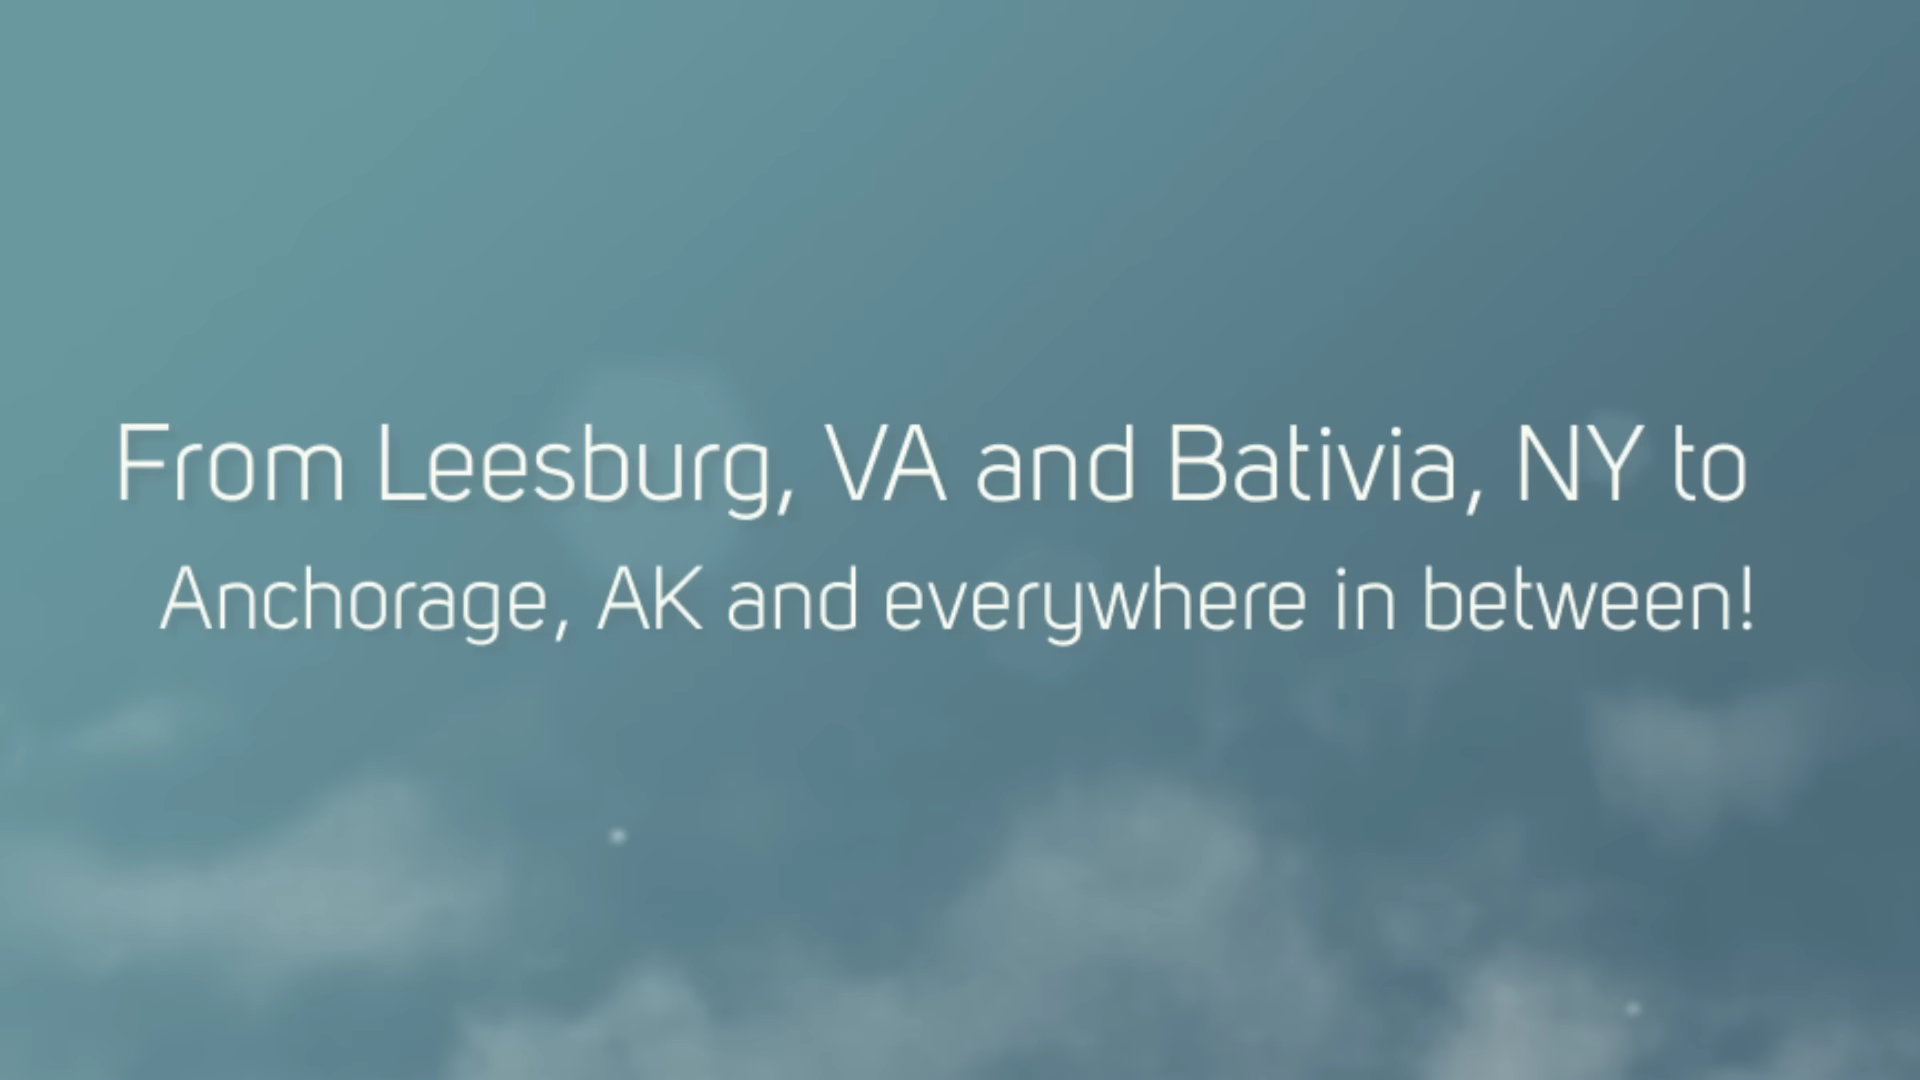 From Leesburg, VA and Bativia, NY to
Anchorage, AK and everywhere in between!